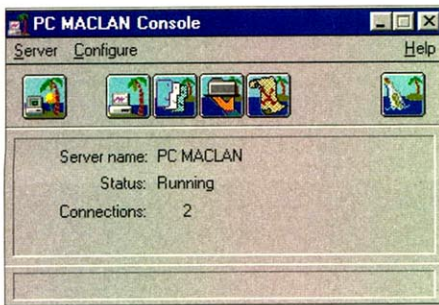 PC MACLAN Console
Server Configure Help
Server name: PC MACLAN
Status: Running
Connections: 2